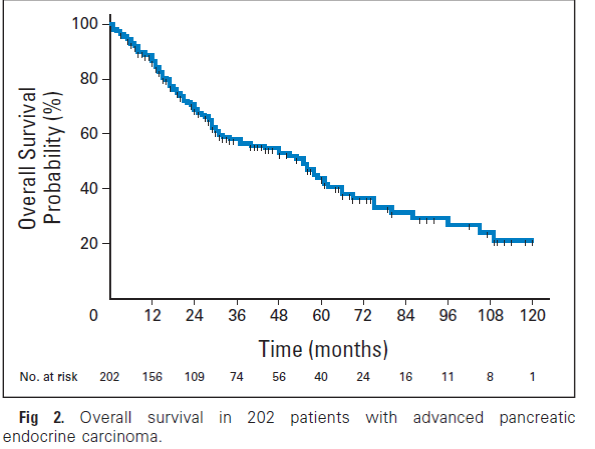 Overall Survival
Probability (%)
100
80
60
40
20
0 12 24 36 48 60 72 84 96 108 120
Time (months)
No. at risk 202 156 109 74 56 40 24 16 11 8 1
Fig 2. Overall survival in 202 patients with advanced pancreatic
endocrine carcinoma.